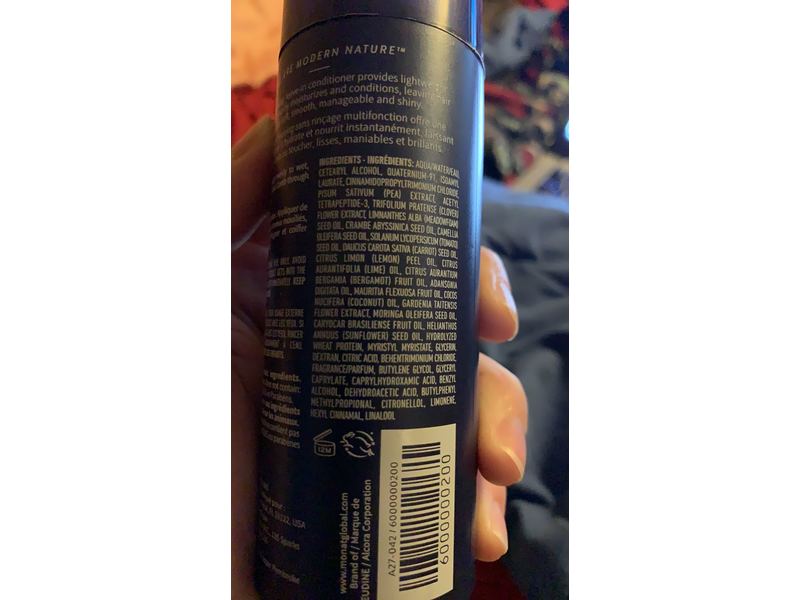 ARE MODERN NATURE™
leave-in conditioner provides lightweight
moisturizes and conditions, leaving hair
smooth, manageable and shiny.
sans rinçage multifonction offre une
hydrate et nourrit instantanément, laissant
toucher, lisses, maniables et brillants.
INGREDIENTS - INGRÉDIENTS: AQUA/WATER/EAU,
CETEARYL ALCOHOL, QUATERNIUM-91, ISOAMYL
LAURATE, CINNAMIDOPROPYLTRIMONIUM CHLORIDE,
PISUM SATIVUM (PEA) EXTRACT, ACETYL
TETRAPEPTIDE-3, TRIFOLIUM PRATENSE (CLOVER)
FLOWER EXTRACT, LIMNANTHES ALBA (MEADOWFOAM)
SEED OIL, CRAMBE ABYSSINICA SEED OIL, CAMELLIA
OLEIFERA SEED OIL, SOLANUM LYCOPERSICUM (TOMATO)
SEED OIL, DAUCUS CAROTA SATIVA (CARROT) SEED OIL,
CITRUS LIMON (LEMON) PEEL OIL, CITRUS
AURANTIFOLIA (LIME) OIL, CITRUS AURANTIUM
BERGAMIA (BERGAMOT) FRUIT OIL, ADANSONIA
DIGITATA OIL, MAURITIA FLEXUOSA FRUIT OIL, COCOS
NUCIFERA (COCONUT) OIL, GARDENIA TAITENSIS
FLOWER EXTRACT, MORINGA OLEIFERA SEED OIL,
CARYOCAR BRASILIENSE FRUIT OIL, HELIANTHUS
ANNUUS (SUNFLOWER) SEED OIL, HYDROLYZED
WHEAT PROTEIN, MYRISTYL MYRISTATE, GLYCERIN,
DEXTRAN, CITRIC ACID, BEHENTRIMONIUM CHLORIDE,
FRAGRANCE/PARFUM, BUTYLENE GLYCOL, GLYCERYL
CAPRYLATE, CAPRYLHYDROXAMIC ACID, BENZYL
ALCOHOL, DEHYDROACETIC ACID, BUTYLPHENYL
METHYLPROPIONAL, CITRONELLOL, LIMONENE,
HEXYL CINNAMAL, LINALOOL
12M
www.monatglobal.com
Brand of / Marque de
EUDINE / Alcora Corporation
A27-042 / 6000000200
6000000200